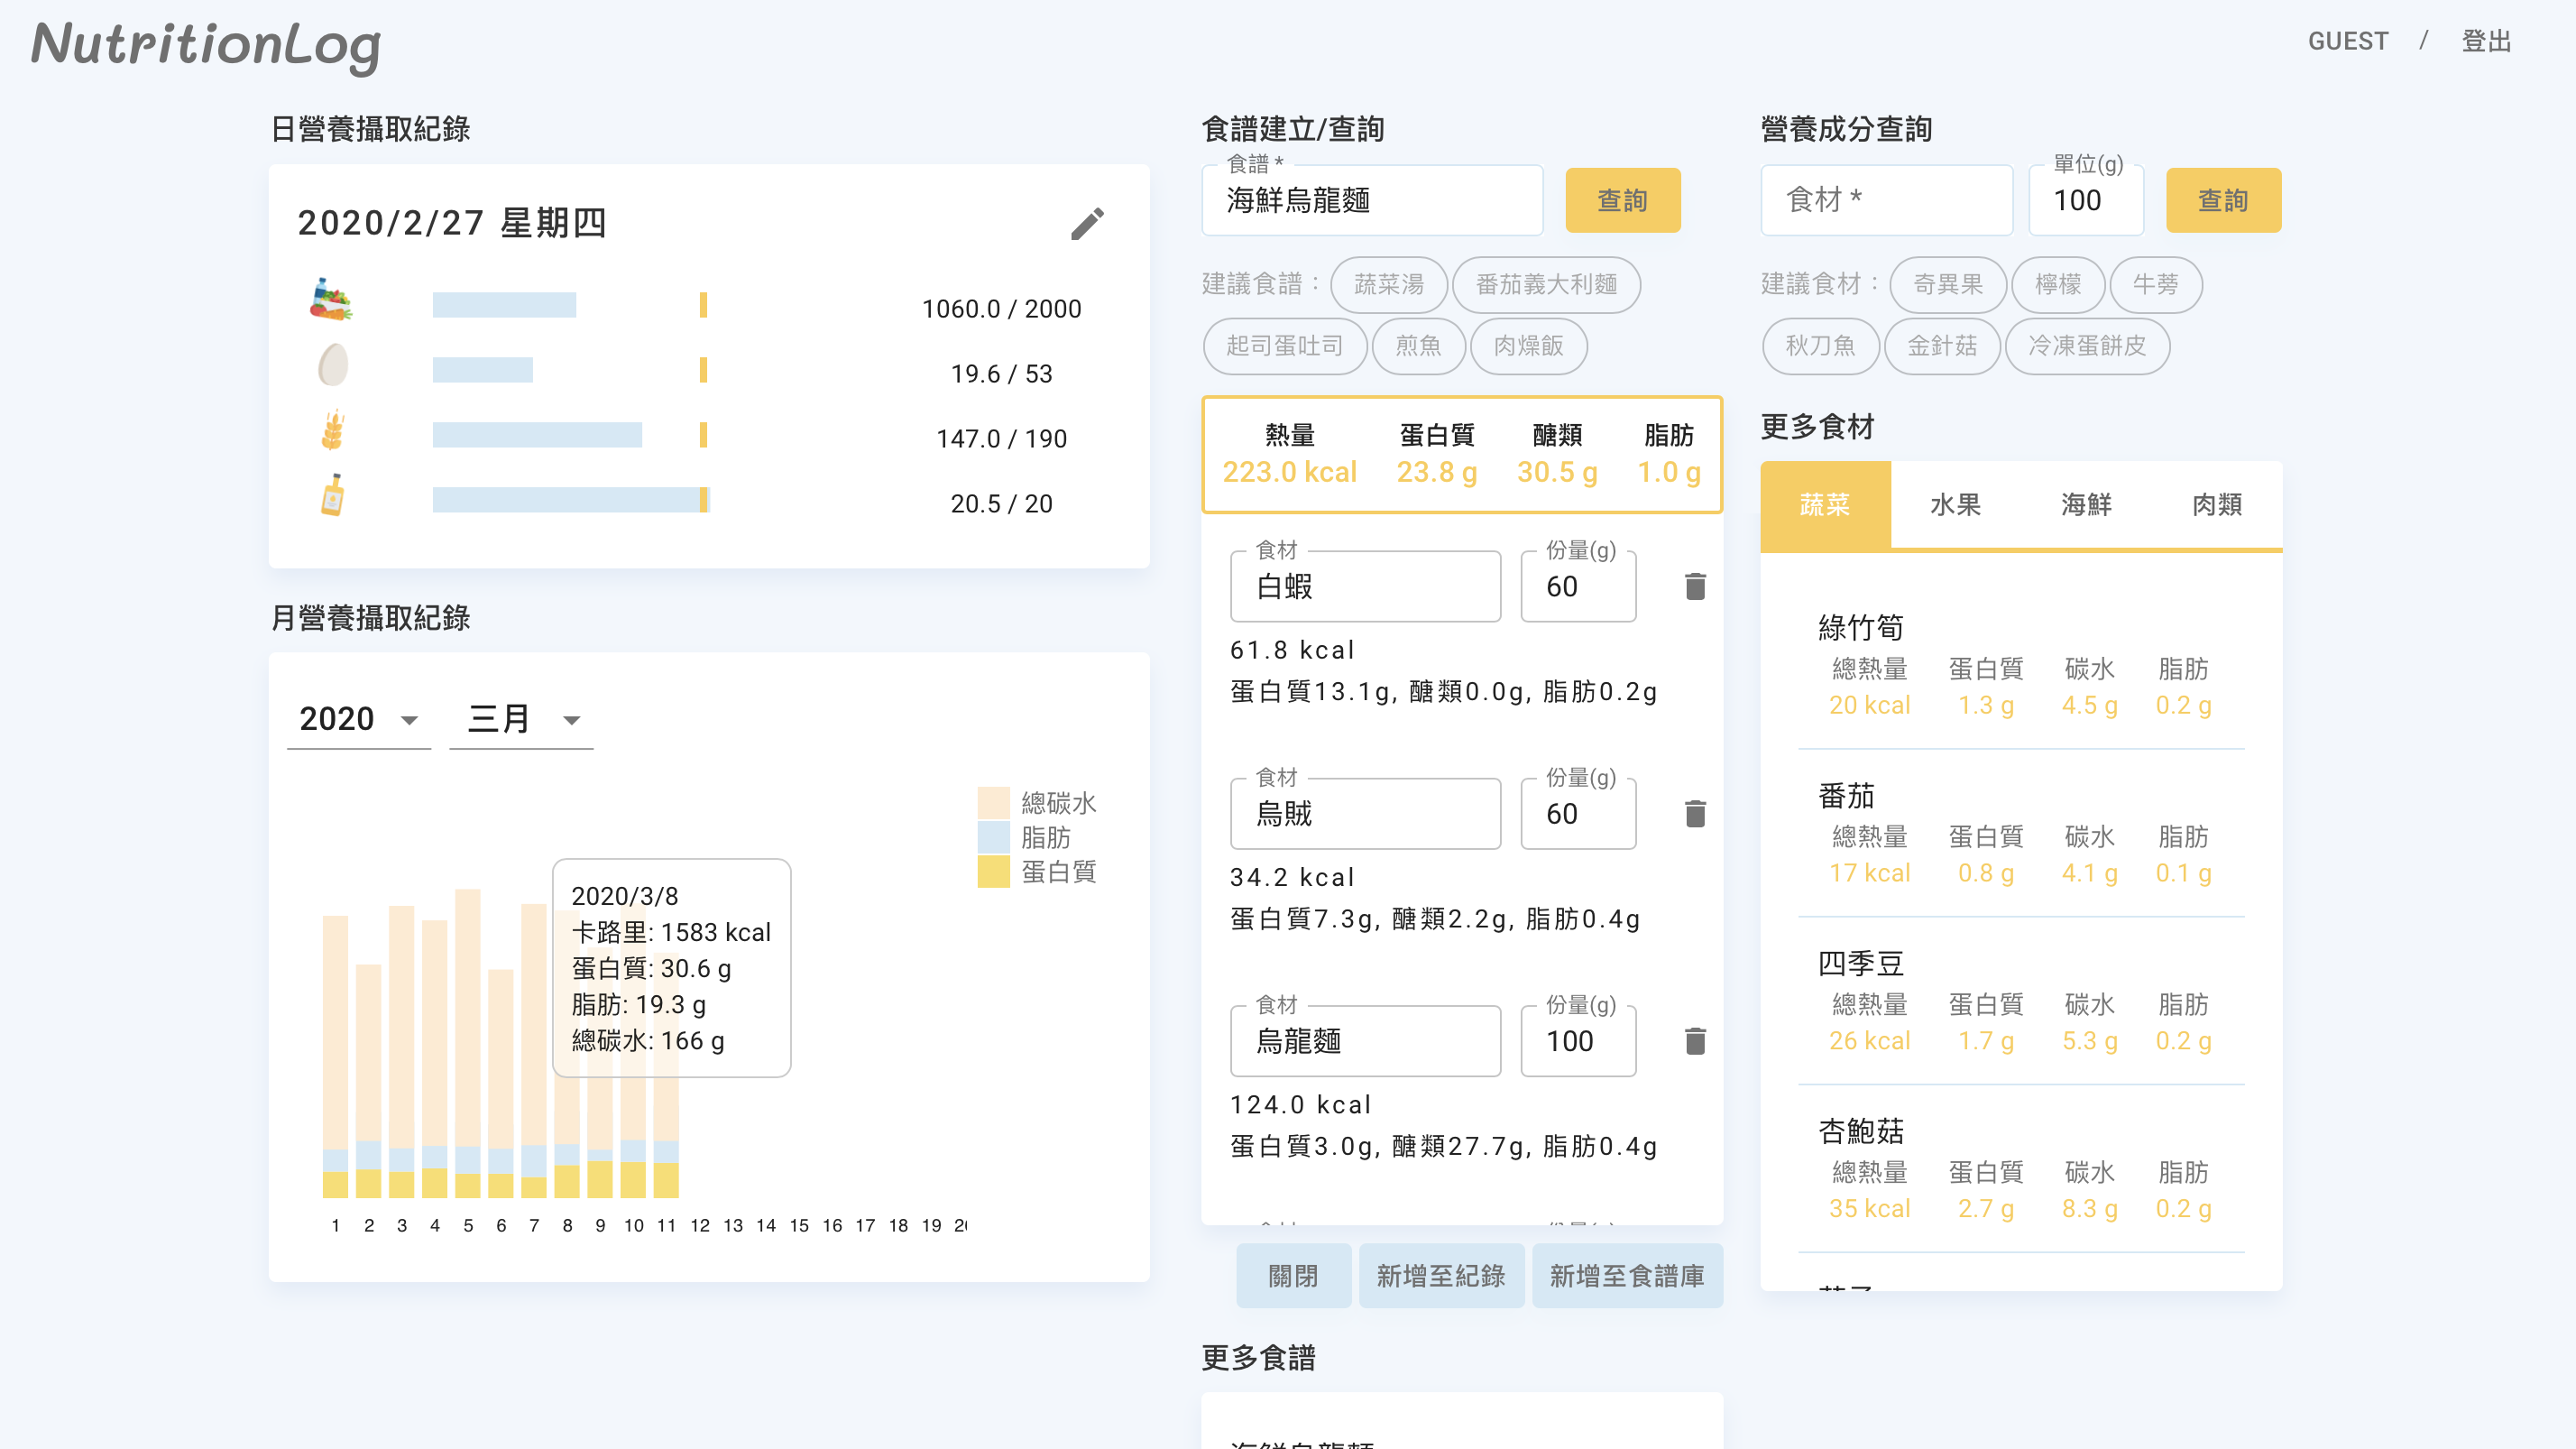 NutritionLog
GUEST / 登出
日營養攝取紀錄
2020/2/27 星期四
1060.0 / 2000
19.6 / 53
147.0 / 190
20.5 / 20
月營養攝取紀錄
2020 三月
總碳水
脂肪
蛋白質
2020/3/8
卡路里: 1583 kcal
蛋白質: 30.6 g
脂肪: 19.3 g
總碳水: 166 g
1 2 3 4 5 6 7 8 9 10 11 12 13 14 15 16 17 18 19
食譜建立/查詢
食譜 *
海鮮烏龍麵 查詢
建議食譜： 蔬菜湯 番茄義大利麵
起司蛋吐司 煎魚 肉燥飯
熱量 蛋白質 醣類 脂肪
223.0 kcal 23.8 g 30.5 g 1.0 g
食材 份量(g)
白蝦 60
61.8 kcal
蛋白質13.1g, 醣類0.0g, 脂肪0.2g
食材 份量(g)
烏賊 60
34.2 kcal
蛋白質7.3g, 醣類2.2g, 脂肪0.4g
食材 份量(g)
烏龍麵 100
124.0 kcal
蛋白質3.0g, 醣類27.7g, 脂肪0.4g
關閉 新增至紀錄 新增至食譜庫
更多食譜
營養成分查詢
單位(g)
食材 * 100 查詢
建議食材： 奇異果 檸檬 牛蒡
秋刀魚 金針菇 冷凍蛋餅皮
更多食材
蔬菜 水果 海鮮 肉類
綠竹筍
總熱量 蛋白質 碳水 脂肪
20 kcal 1.3 g 4.5 g 0.2 g
番茄
總熱量 蛋白質 碳水 脂肪
17 kcal 0.8 g 4.1 g 0.1 g
四季豆
總熱量 蛋白質 碳水 脂肪
26 kcal 1.7 g 5.3 g 0.2 g
杏鮑菇
總熱量 蛋白質 碳水 脂肪
35 kcal 2.7 g 8.3 g 0.2 g